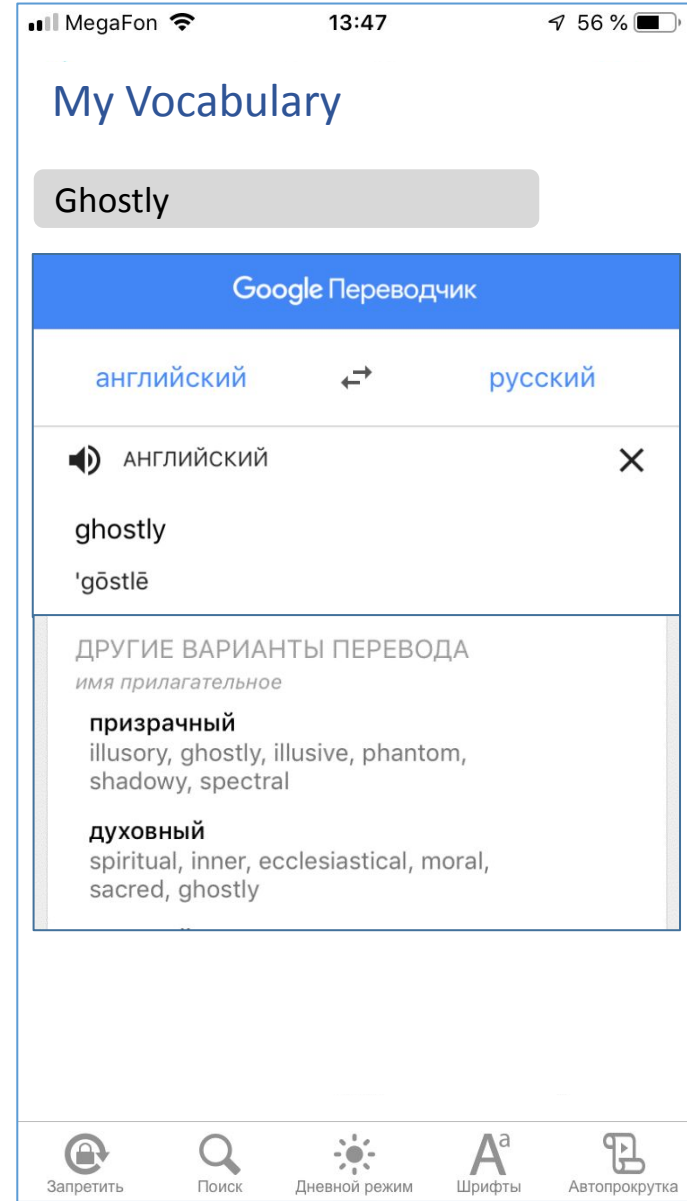 MegaFon 13:47 56 %
My Vocabulary
Ghostly
Google Переводчик
английский русский
АНГЛИЙСКИЙ
ghostly
'gōstlē
ДРУГИЕ ВАРИАНТЫ ПЕРЕВОДА
имя прилагательное
призрачный
illusory, ghostly, illusive, phantom,
shadowy, spectral
духовный
spiritual, inner, ecclesiastical, moral,
sacred, ghostly
Запретить Поиск Дневной режим Шрифты Автопрокрутка